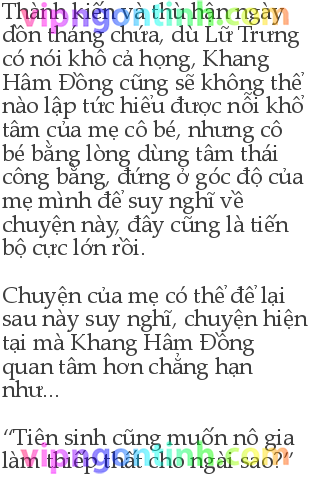 Thành kiến và thù hận ngày
dồn tháng chứa, dù Lữ Trưng
có nói khô cả họng, Khang
Hâm Đồng cũng sẽ không thể
nào lập tức hiểu được nỗi khổ
tâm của mẹ cô bé, nhưng cô
bé bằng lòng dùng tâm thái
công bằng, đứng ở góc độ của
mẹ mình để suy nghĩ về
chuyện này, đây cũng là tiến
bộ cực lớn rồi.
Chuyện của mẹ có thể để lại
sau này suy nghĩ, chuyện hiện
tại mà Khang Hâm Đồng
quan tâm hơn chẳng hạn
như...
“Tiên sinh cũng muốn nô gia
làm thiếp thất cho ngài sao?”
vipngontinh.com
vipngontinh.com